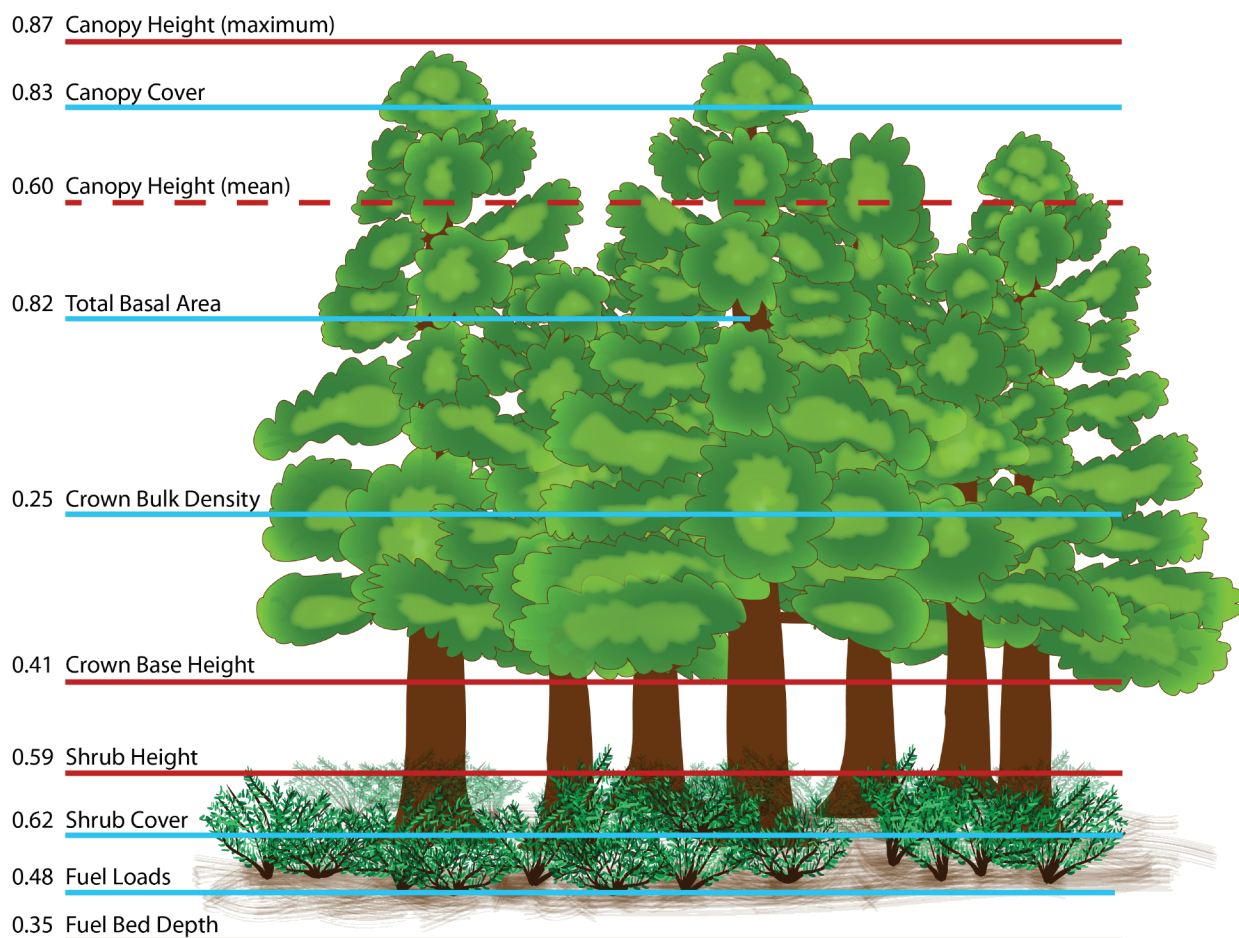 0.87 Canopy Height (maximum)
0.83 Canopy Cover
0.60 Canopy Height (mean)
0.82 Total Basal Area
0.25 Crown Bulk Density
0.41 Crown Base Height
0.59 Shrub Height
0.62 Shrub Cover
0.48 Fuel Loads
0.35 Fuel Bed Depth